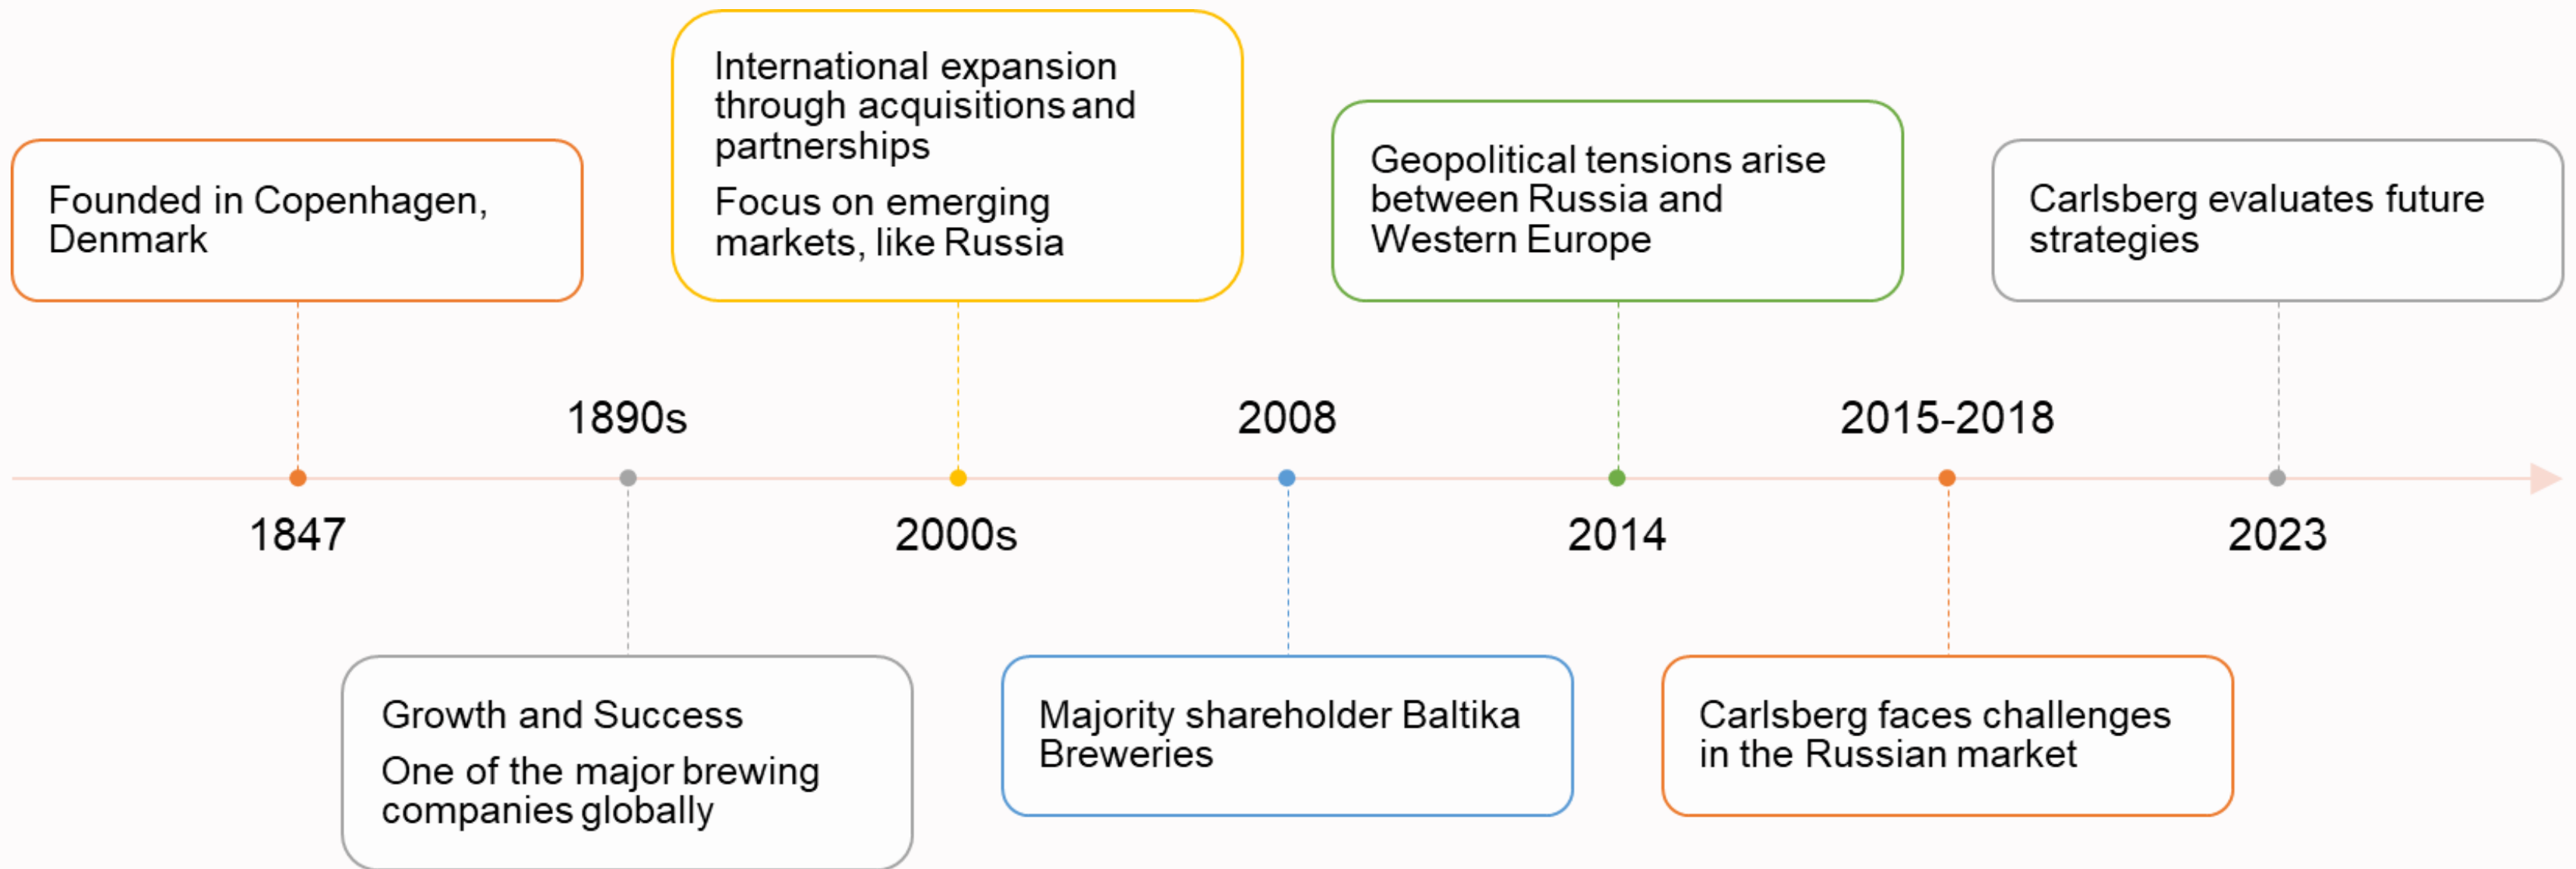 International expansion
through acquisitions and
partnerships
Focus on emerging
markets, like Russia
Geopolitical tensions arise
between Russia and
Western Europe
Founded in Copenhagen,
Denmark
Carlsberg evaluates future
strategies
1890s
2008
2015-2018
1847
2000s
2014
2023
Growth and Success
One of the major brewing
companies globally
Majority shareholder Baltika
Breweries
Carlsberg faces challenges
in the Russian market